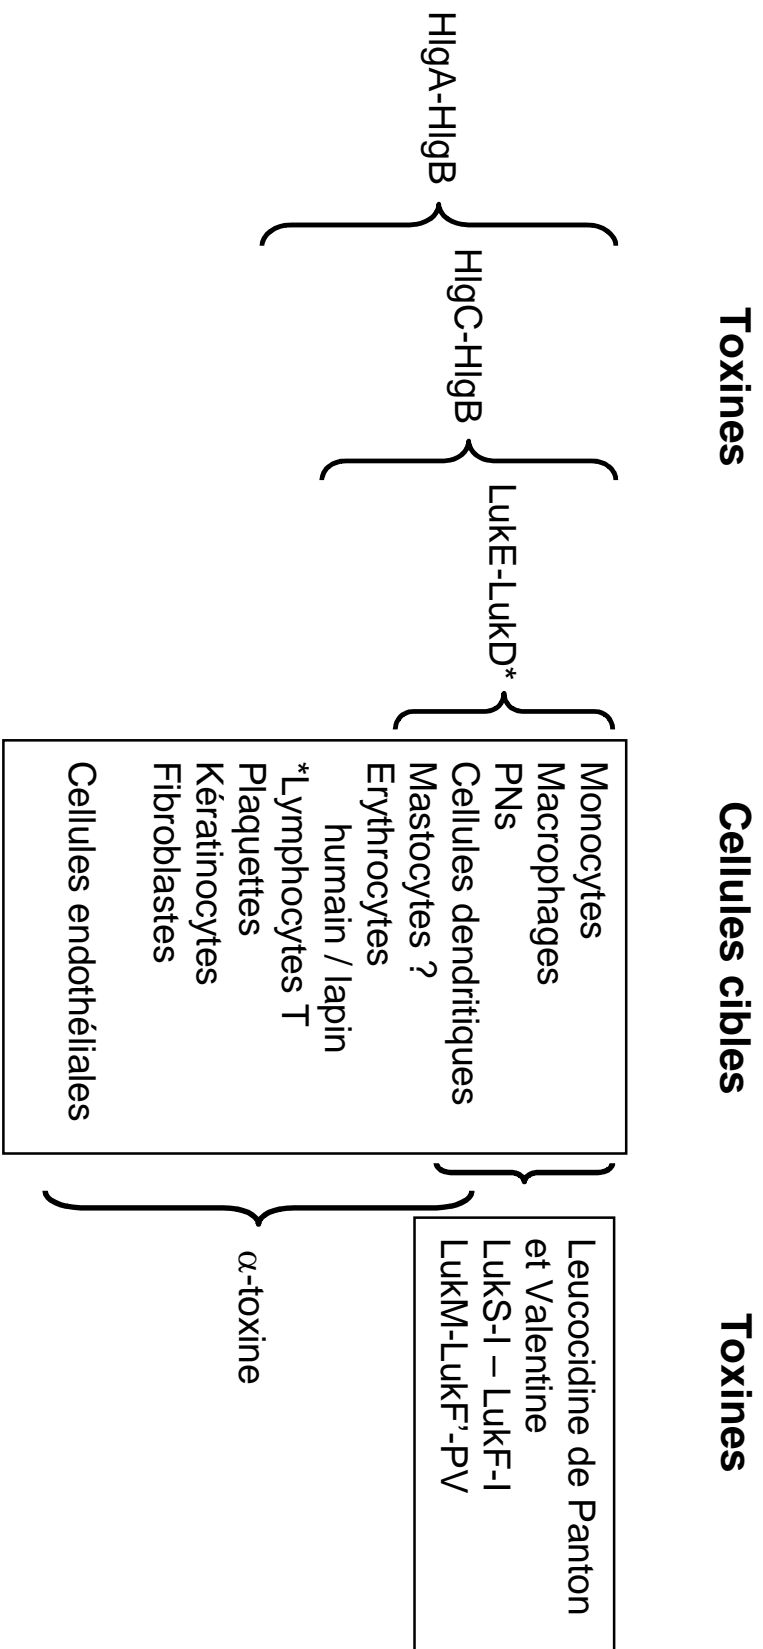 Toxines
Cellules cibles
Toxines
HlgA-HlgB
HlgC-HlgB
LukE-LukD*
Monocytes
Macrophages
PNs
Cellules dendritiques
Mastocytes ?
Erythrocytes
humain / lapin
*Lymphocytes T
Plaquettes
Kératinocytes
Fibroblastes
Cellules endothéliales
Leucocidine de Panton
et Valentine
LukS-I – LukF-I
LukM-LukF’-PV
α-toxine